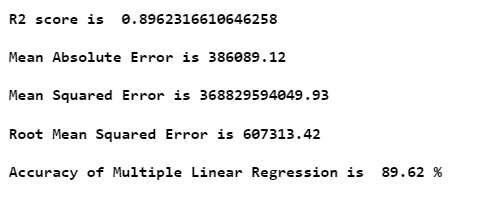 R2 score is  0.8962316610646258
Mean Absolute Error is 386089.12
Mean Squared Error is 368829594049.93
Root Mean Squared Error is 607313.42
Accuracy of Multiple Linear Regression is  89.62 %